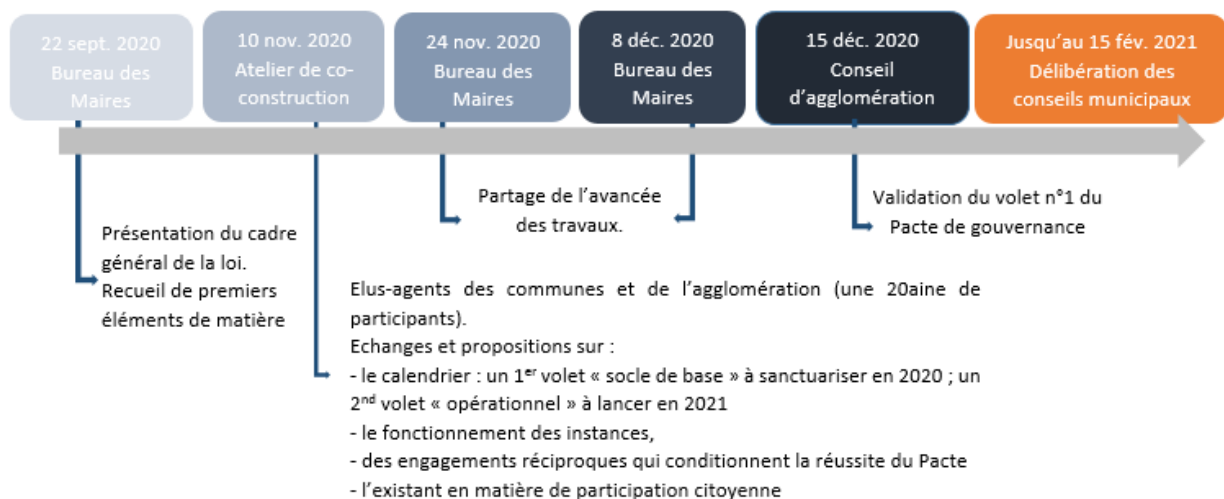 22 sept. 2020
Bureau des
Maires
10 nov. 2020
Atelier de co-
construction
24 nov. 2020
Bureau des
Maires
8 déc. 2020
Bureau des
Maires
15 déc. 2020
Conseil
d’agglomération
Jusqu’au 15 fév. 2021
Délibération des
conseils municipaux
Présentation du cadre
général de la loi.
Recueil de premiers
éléments de matière
Partage de l’avancée
des travaux.
Validation du volet n°1 du
Pacte de gouvernance
Elus-agents des communes et de l’agglomération (une 20aine de
participants).
Echanges et propositions sur :
- le calendrier : un 1er volet « socle de base » à sanctuariser en 2020 ; un
2nd volet « opérationnel » à lancer en 2021
- le fonctionnement des instances,
- des engagements réciproques qui conditionnent la réussite du Pacte
- l’existant en matière de participation citoyenne